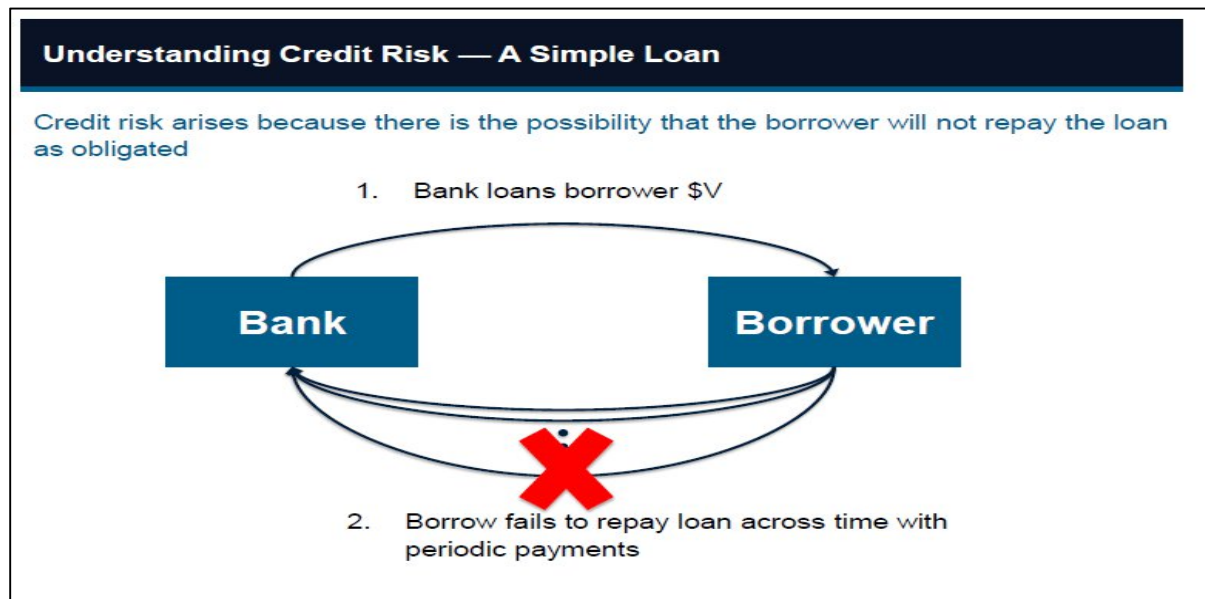 Understanding Credit Risk — A Simple Loan
Credit risk arises because there is the possibility that the borrower will not repay the loan
as obligated
1. Bank loans borrower $V
Bank
Borrower
2. Borrow fails to repay loan across time with
periodic payments